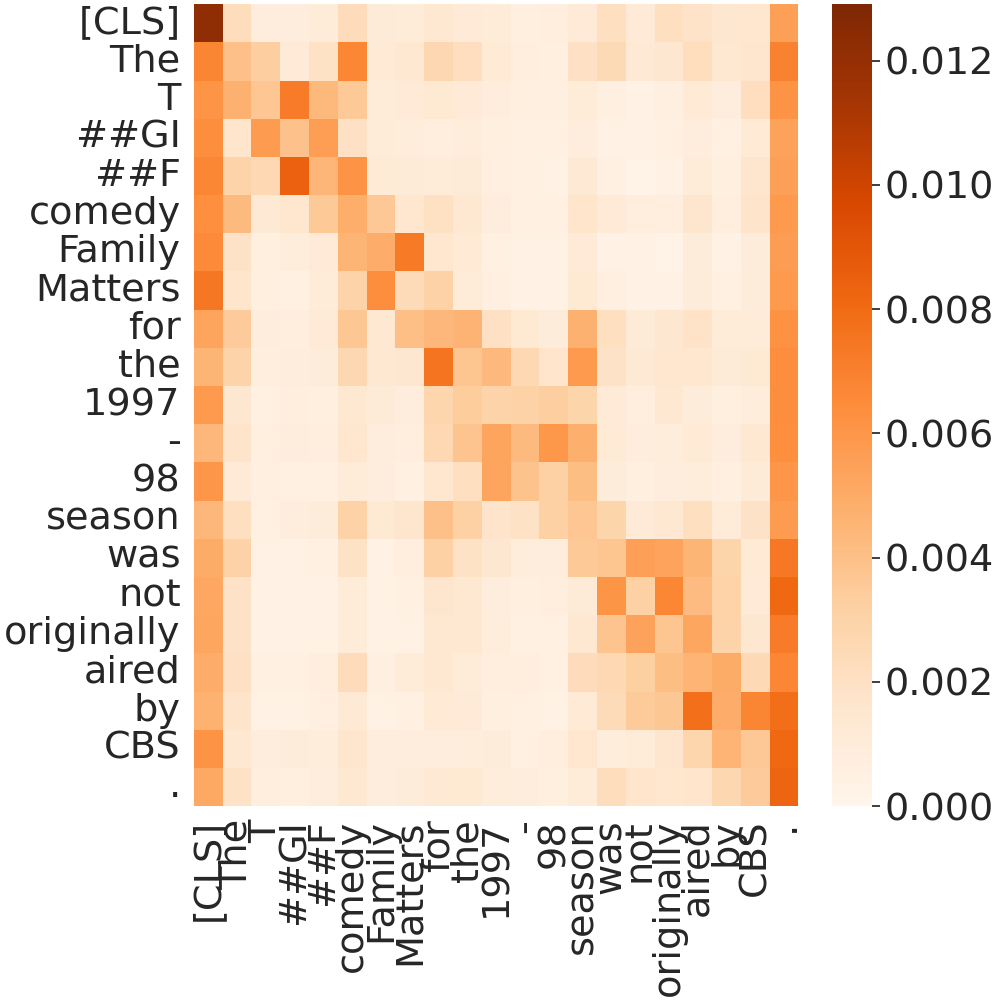 [CLS]
The
T
##GI
##F
comedy
Family
Matters
for
the
1997
-
98
season
was
not
originally
aired
by
CBS
.
0.012
0.010
0.008
0.006
0.004
0.002
0.000
[CLS]
The
T
##GI
##F
comedy
Family
Matters
for
the
1997
-
98
season
was
not
originally
aired
by
CBS
.